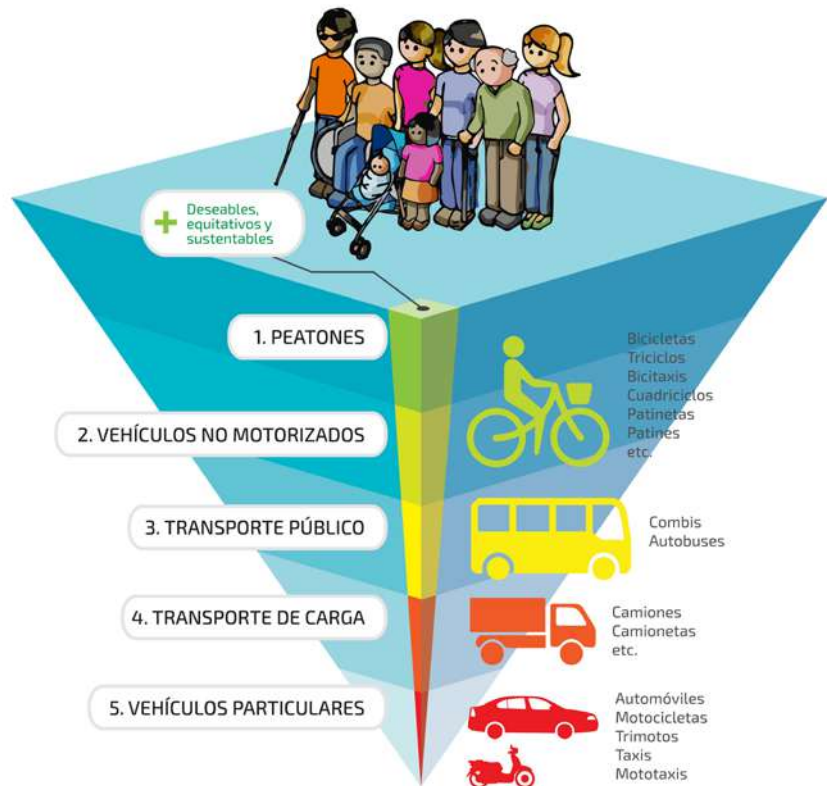 + Deseables,
equitativos y
sustentables
1. PEATONES
2. VEHÍCULOS NO MOTORIZADOS
Bicicletas
Triciclos
Bicitaxis
Cuadriciclos
Patinetas
Patines
etc.
3. TRANSPORTE PÚBLICO
Combis
Autobuses
4. TRANSPORTE DE CARGA
Camiones
Camionetas
etc.
5. VEHÍCULOS PARTICULARES
Automóviles
Motocicletas
Trimotos
Taxis
Mototaxis